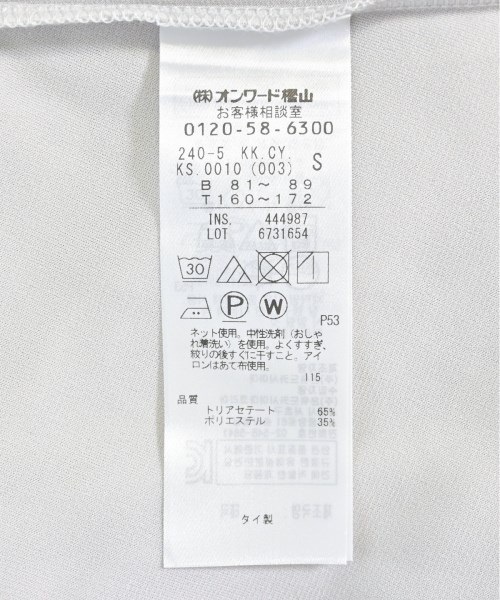 (株)オンワード樫山
お客様相談室
0120-58-6300
240-5 KK.CY.
KS.0010 (003) S
B 81～ 89
T160～172
INS. 444987
LOT 6731654
30
P W
P53
ネット使用。中性洗剤（おしゃ
れ着洗い）を使用。よくすすぎ、
絞りの後すぐに干すこと。アイ
ロンはあて布使用。
115
品質
トリアセテート 65%
ポリエステル 35%
タイ製